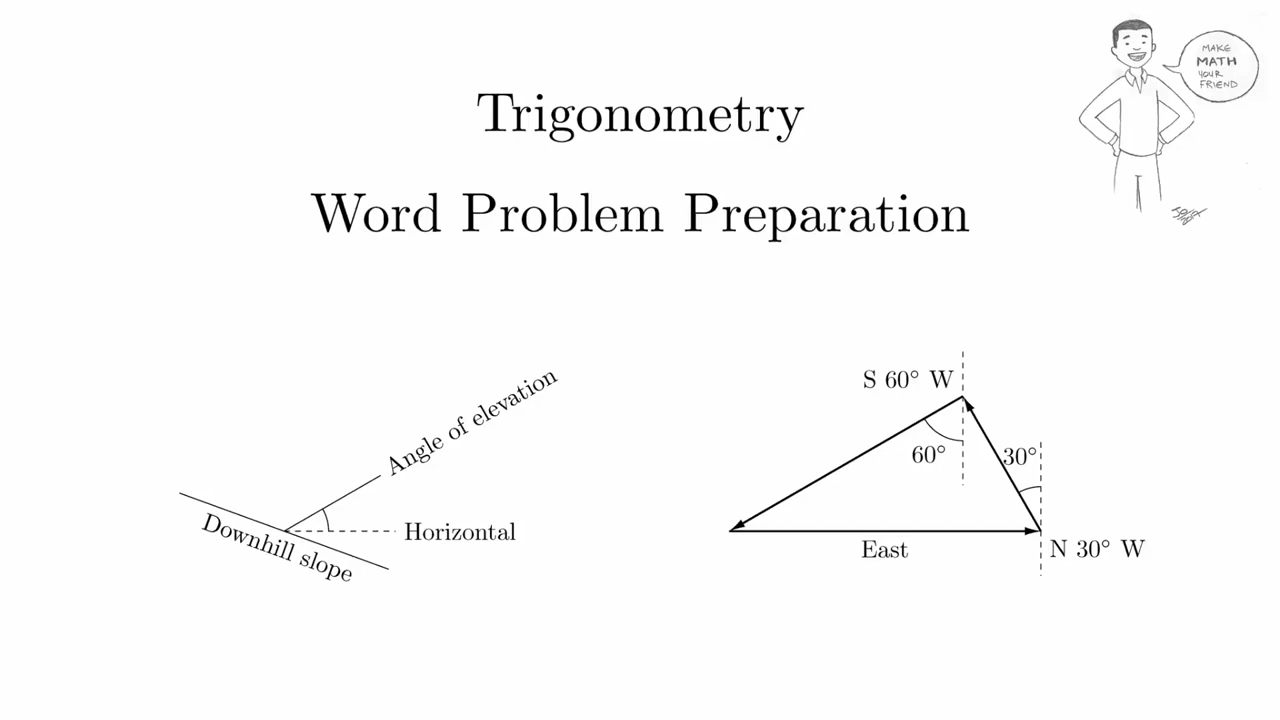 MAKE
MATH
YOUR
FRIEND
Trigonometry
Word Problem Preparation
Angle of elevation
Horizontal
Downhill slope
S 60° W
60°
30°
East
N 30° W